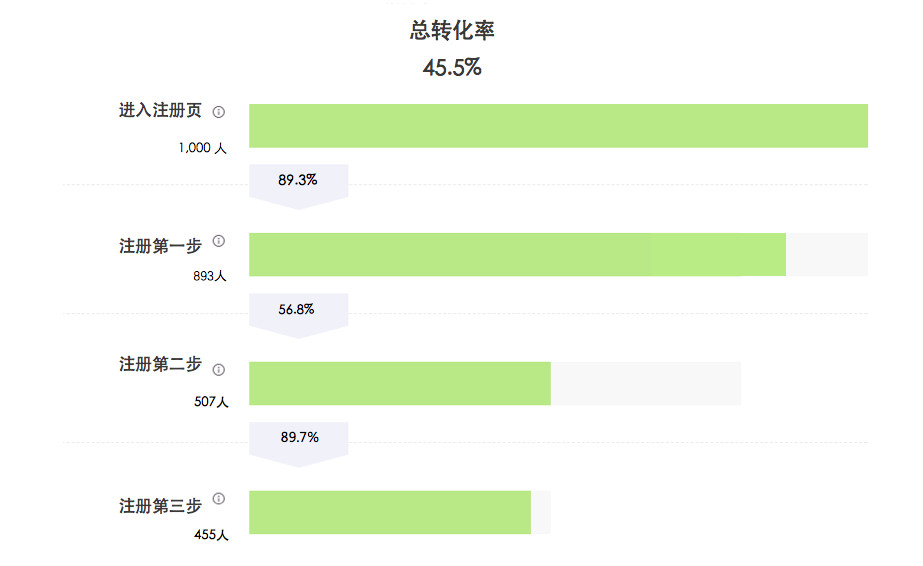 总转化率
45.5%
进入注册页
1,000 人
89.3%
注册第一步
893人
56.8%
注册第二步
507人
89.7%
注册第三步
455人